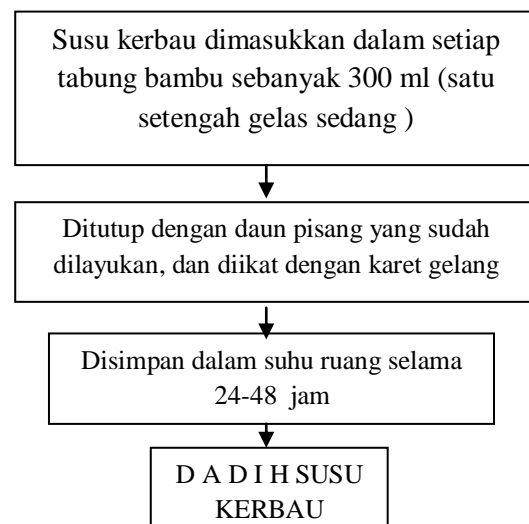 Susu kerbau dimasukkan dalam setiap
tabung bambu sebanyak 300 ml (satu
setengah gelas sedang )
Ditutup dengan daun pisang yang sudah
dilayukan, dan diikat dengan karet gelang
Disimpan dalam suhu ruang selama
24-48 jam
D A D I H SUSU
KERBAU